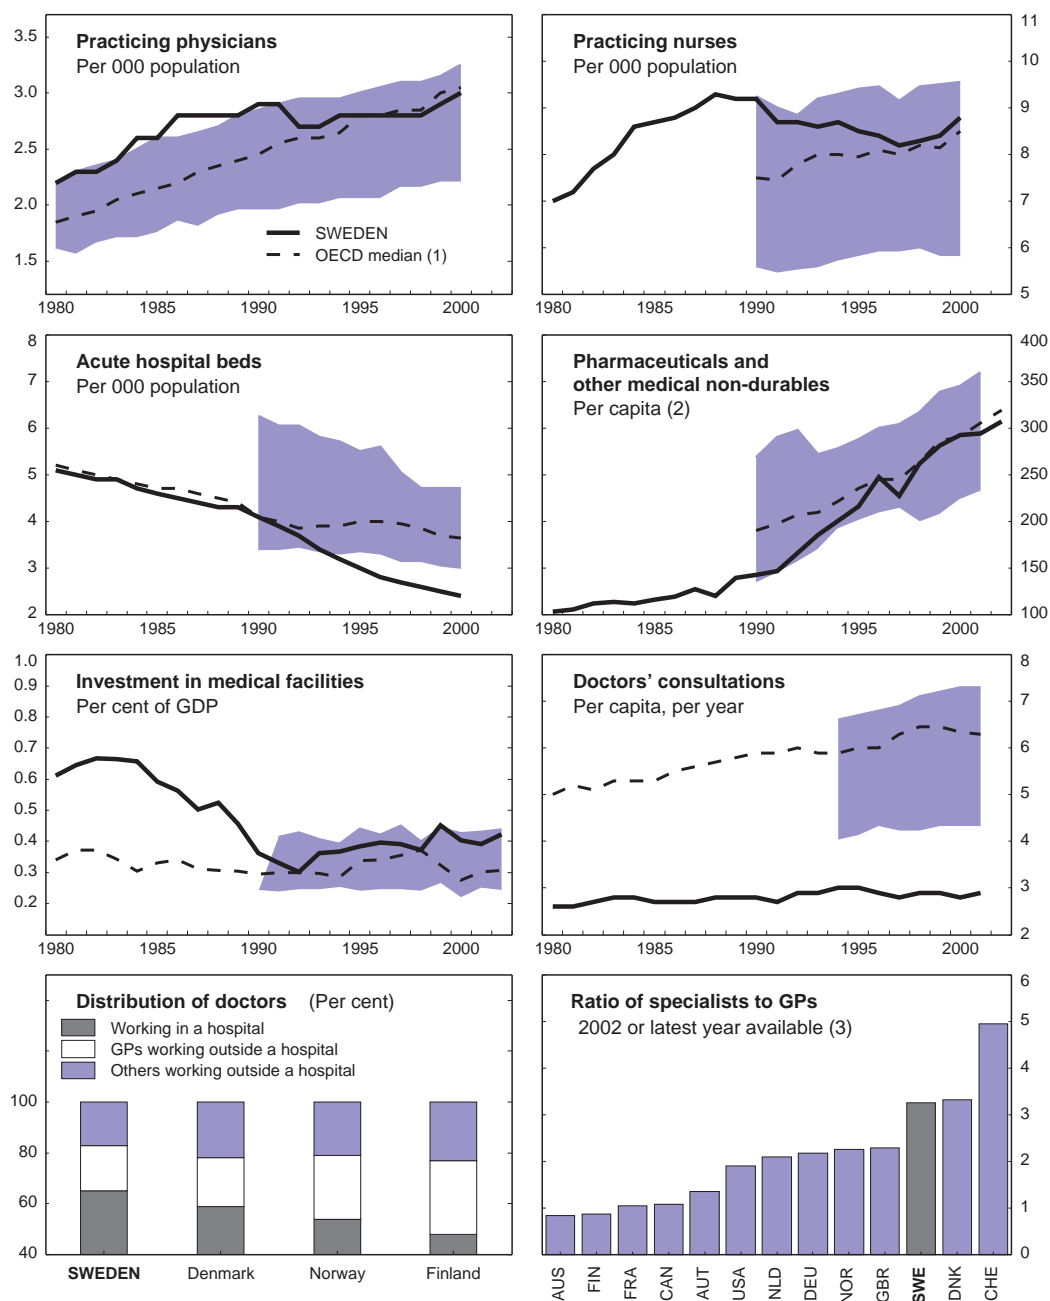 Practicing physicians
Per 000 population
3.5
3.0
2.5
2.0
1.5
SWEDEN
OECD median (1)
1980 1985 1990 1995 2000
Practicing nurses
Per 000 population
11
10
9
8
7
6
5
1980 1985 1990 1995 2000
Acute hospital beds
Per 000 population
8
7
6
5
4
3
2
1980 1985 1990 1995 2000
Pharmaceuticals and
other medical non-durables
Per capita (2)
400
350
300
250
200
150
100
1980 1985 1990 1995 2000
Investment in medical facilities
Per cent of GDP
1.0
0.9
0.8
0.7
0.6
0.5
0.4
0.3
0.2
1980 1985 1990 1995 2000
Doctors' consultations
Per capita, per year
8
7
6
5
4
3
2
1980 1985 1990 1995 2000
Distribution of doctors (Per cent)
Working in a hospital
GPs working outside a hospital
Others working outside a hospital
100
80
60
40
SWEDEN Denmark Norway Finland
Ratio of specialists to GPs
2002 or latest year available (3)
6
5
4
3
2
1
0
AUS FIN FRA CAN AUT USA NLD DEU NOR GBR SWE DNK CHE